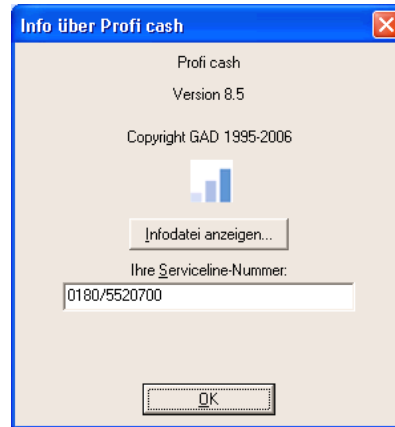 Info über Profi cash
Profi cash
Version 8.5
Copyright GAD 1995-2006
Infodatei anzeigen...
Ihre Serviceline-Nummer:
0180/5520700
OK